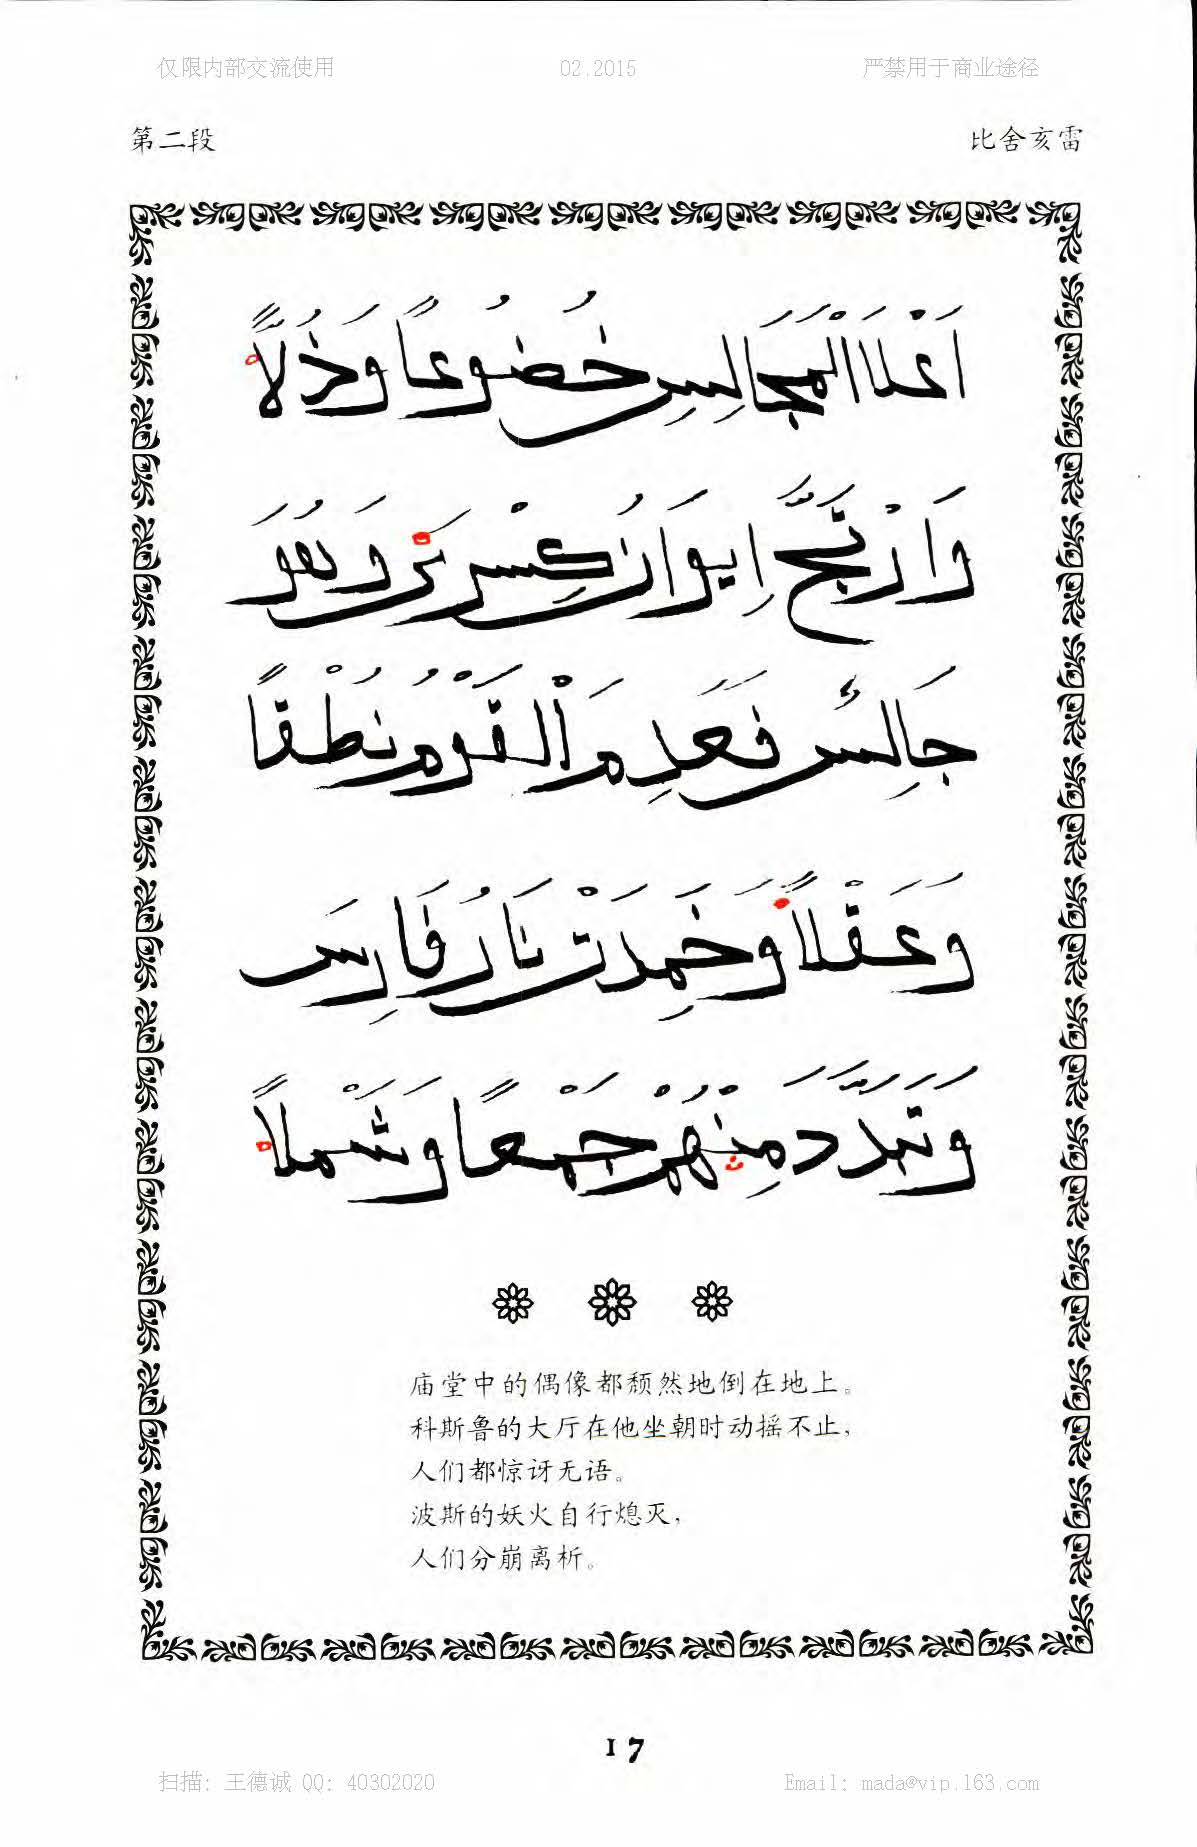 仅限内部交流使用 02.2015 严禁用于商业途径
第二段 比舍亥雷
اَعْلَا الْمَجَالِسِ خُضُوعًا وَذُلًّا
وَارْتَجَّ اِيوَانُ كِسْرَىٰ وَهُوَ
جَالِسٌ فَعَدِمَ الْقَوْمُ نُطْقًا
وَعَقْلًا وَخَمِدَتْ نَارُ فَارِسَ
وَتَبَدَّدَ مِنْهُمْ جَمْعًا وَشَمْلًا
庙堂中的偶像都颓然地倒在地上。
科斯鲁的大厅在他坐朝时动摇不止,
人们都惊讶无语。
波斯的妖火自行熄灭,
人们分崩离析。
17
扫描: 王德诚 QQ: 40302020 Email: mada@vip.163.com